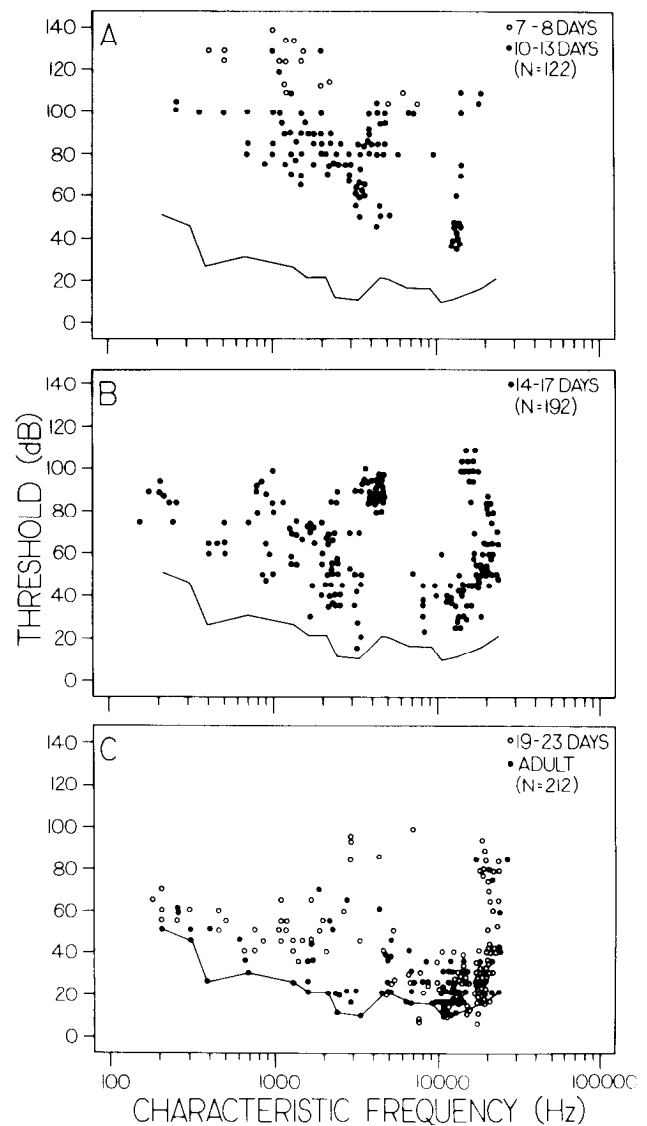 A
○ 7-8 DAYS
● 10-13 DAYS
(N=122)
140
120
100
80
60
40
20
0
B
● 14-17 DAYS
(N=192)
140
120
100
80
60
40
20
0
THRESHOLD (dB)
C
○ 19-23 DAYS
● ADULT
(N=212)
140
120
100
80
60
40
20
0
100 1000 10000 100000
CHARACTERISTIC FREQUENCY (Hz)